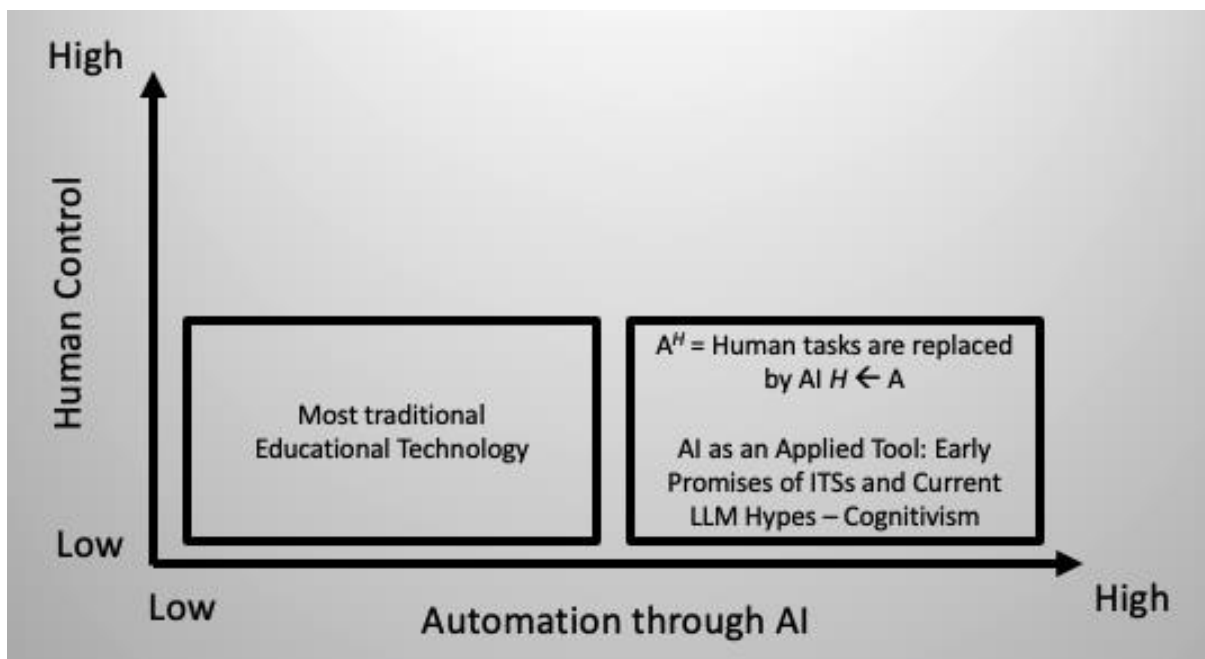 High
Human Control
Most traditional
Educational Technology
Aᴴ = Human tasks are replaced
by AI H ← A
AI as an Applied Tool: Early
Promises of ITSs and Current
LLM Hypes – Cognitivism
Low
Low
Automation through AI
High